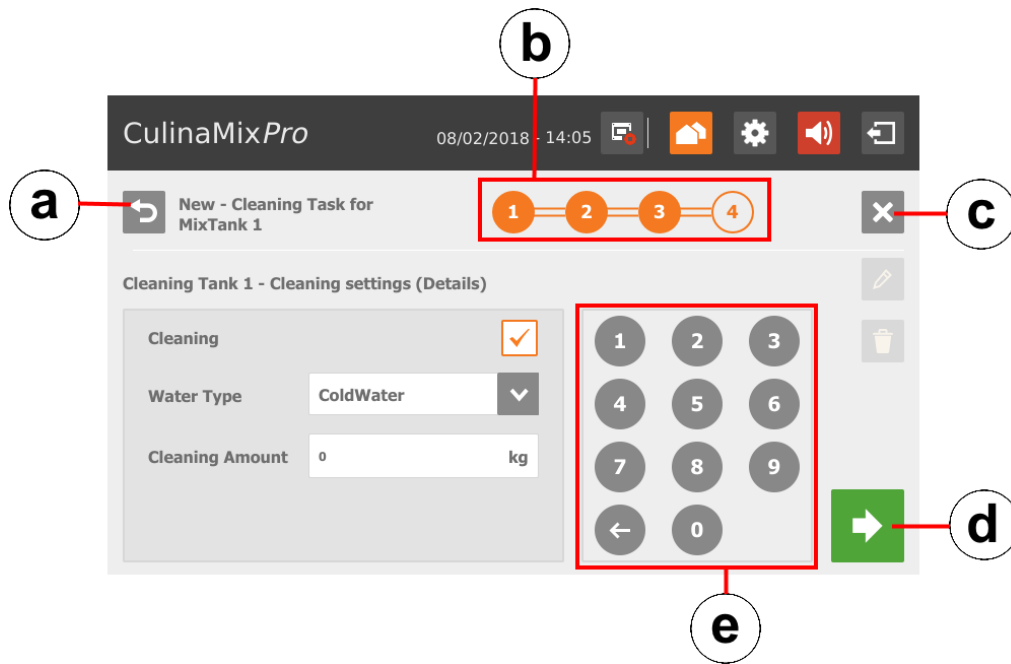 b
CulinaMixPro
08/02/2018 - 14:05
a
New - Cleaning Task for
MixTank 1
1 2 3 4
c
Cleaning Tank 1 - Cleaning settings (Details)
Cleaning
Water Type ColdWater
Cleaning Amount 0 kg
1 2 3
4 5 6
7 8 9
0
d
e